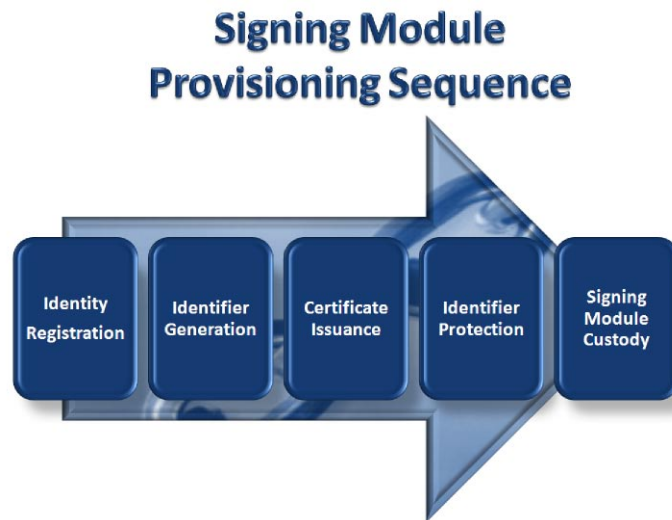 Signing Module
Provisioning Sequence
Identity
Registration
Identifier
Generation
Certificate
Issuance
Identifier
Protection
Signing
Module
Custody